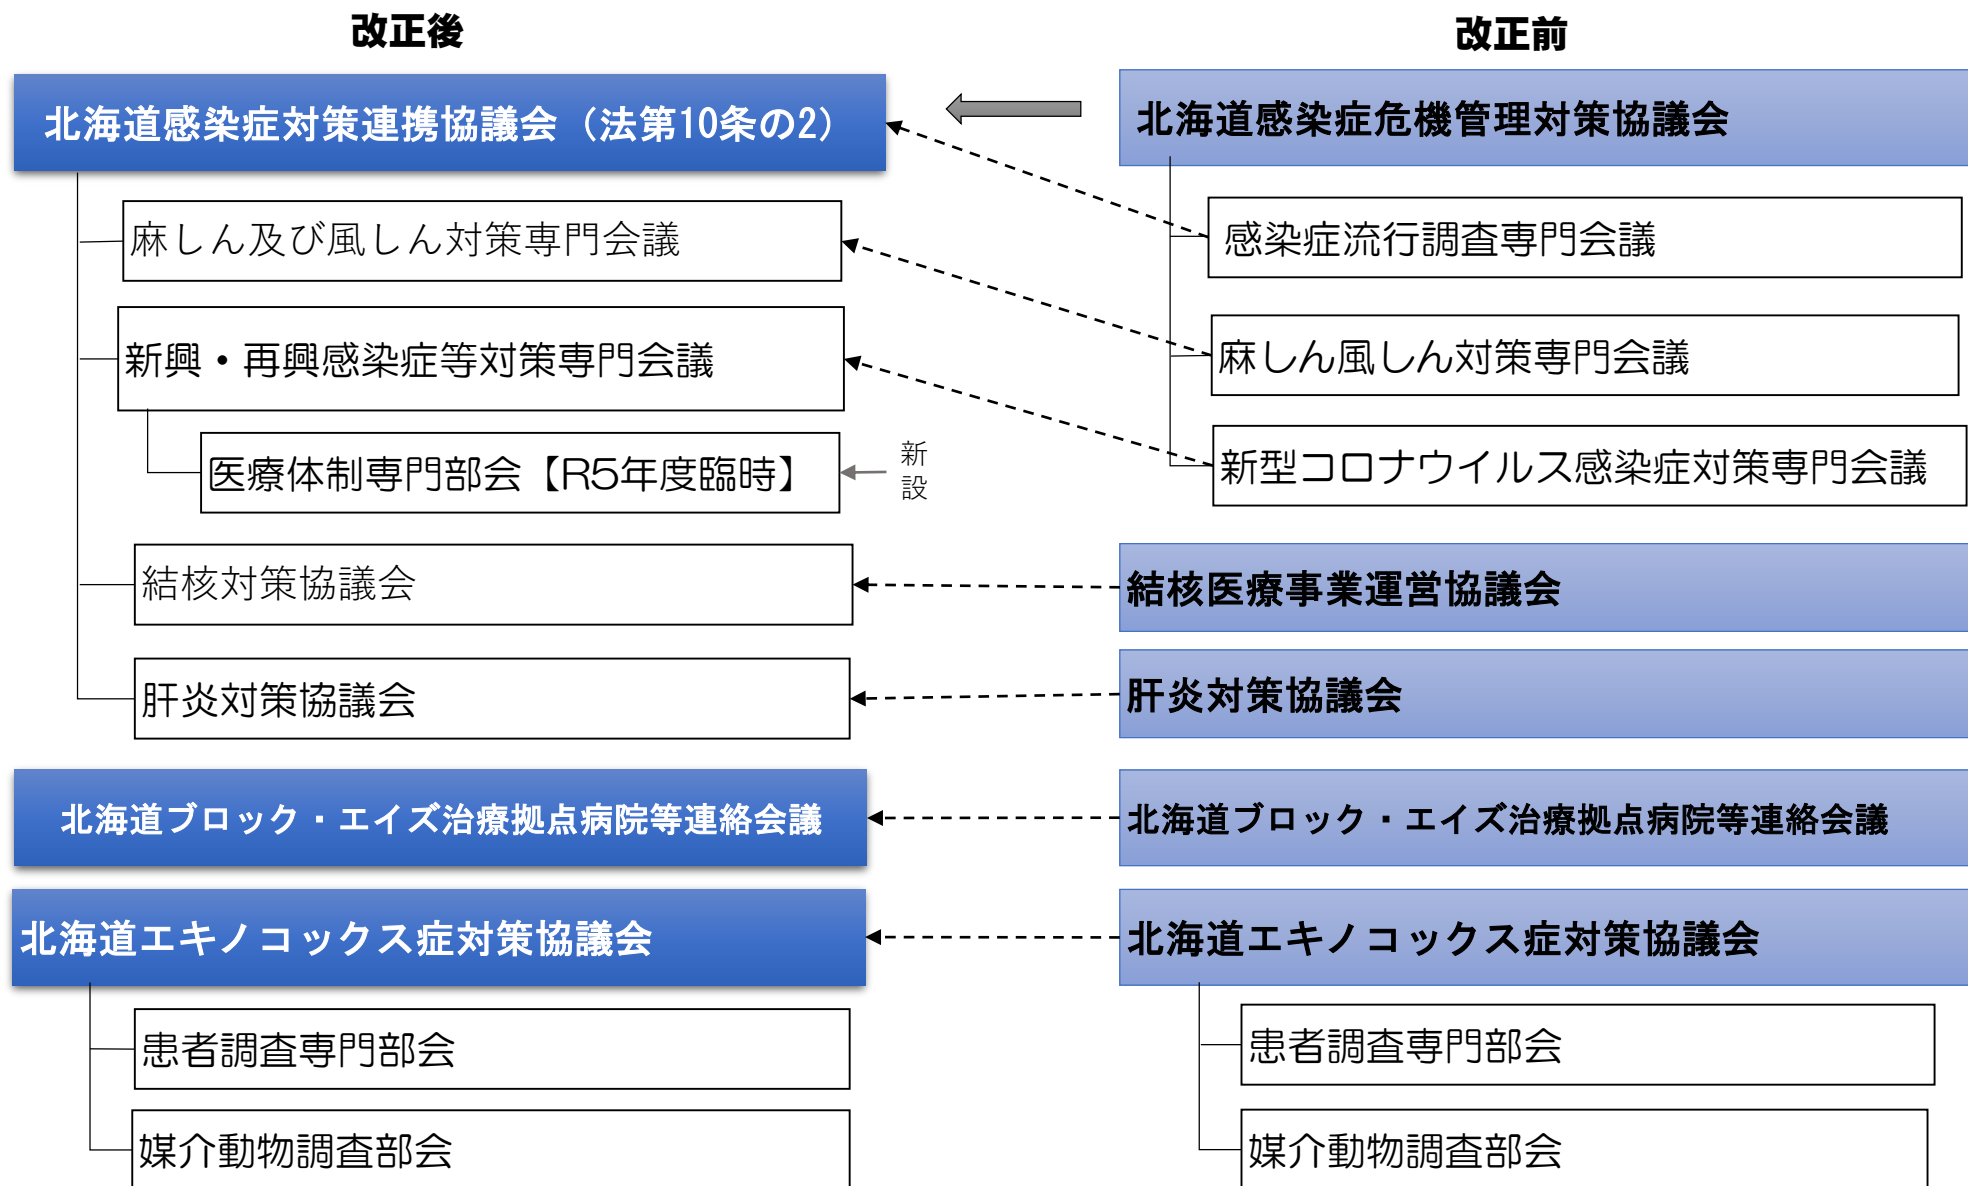 改正後
北海道感染症対策連携協議会（法第10条の2）
麻しん及び風しん対策専門会議
新興・再興感染症等対策専門会議
医療体制専門部会【R5年度臨時】
新
設
結核対策協議会
肝炎対策協議会
北海道ブロック・エイズ治療拠点病院等連絡会議
北海道エキノコックス症対策協議会
患者調査専門部会
媒介動物調査部会
改正前
北海道感染症危機管理対策協議会
感染症流行調査専門会議
麻しん風しん対策専門会議
新型コロナウイルス感染症対策専門会議
結核医療事業運営協議会
肝炎対策協議会
北海道ブロック・エイズ治療拠点病院等連絡会議
北海道エキノコックス症対策協議会
患者調査専門部会
媒介動物調査部会